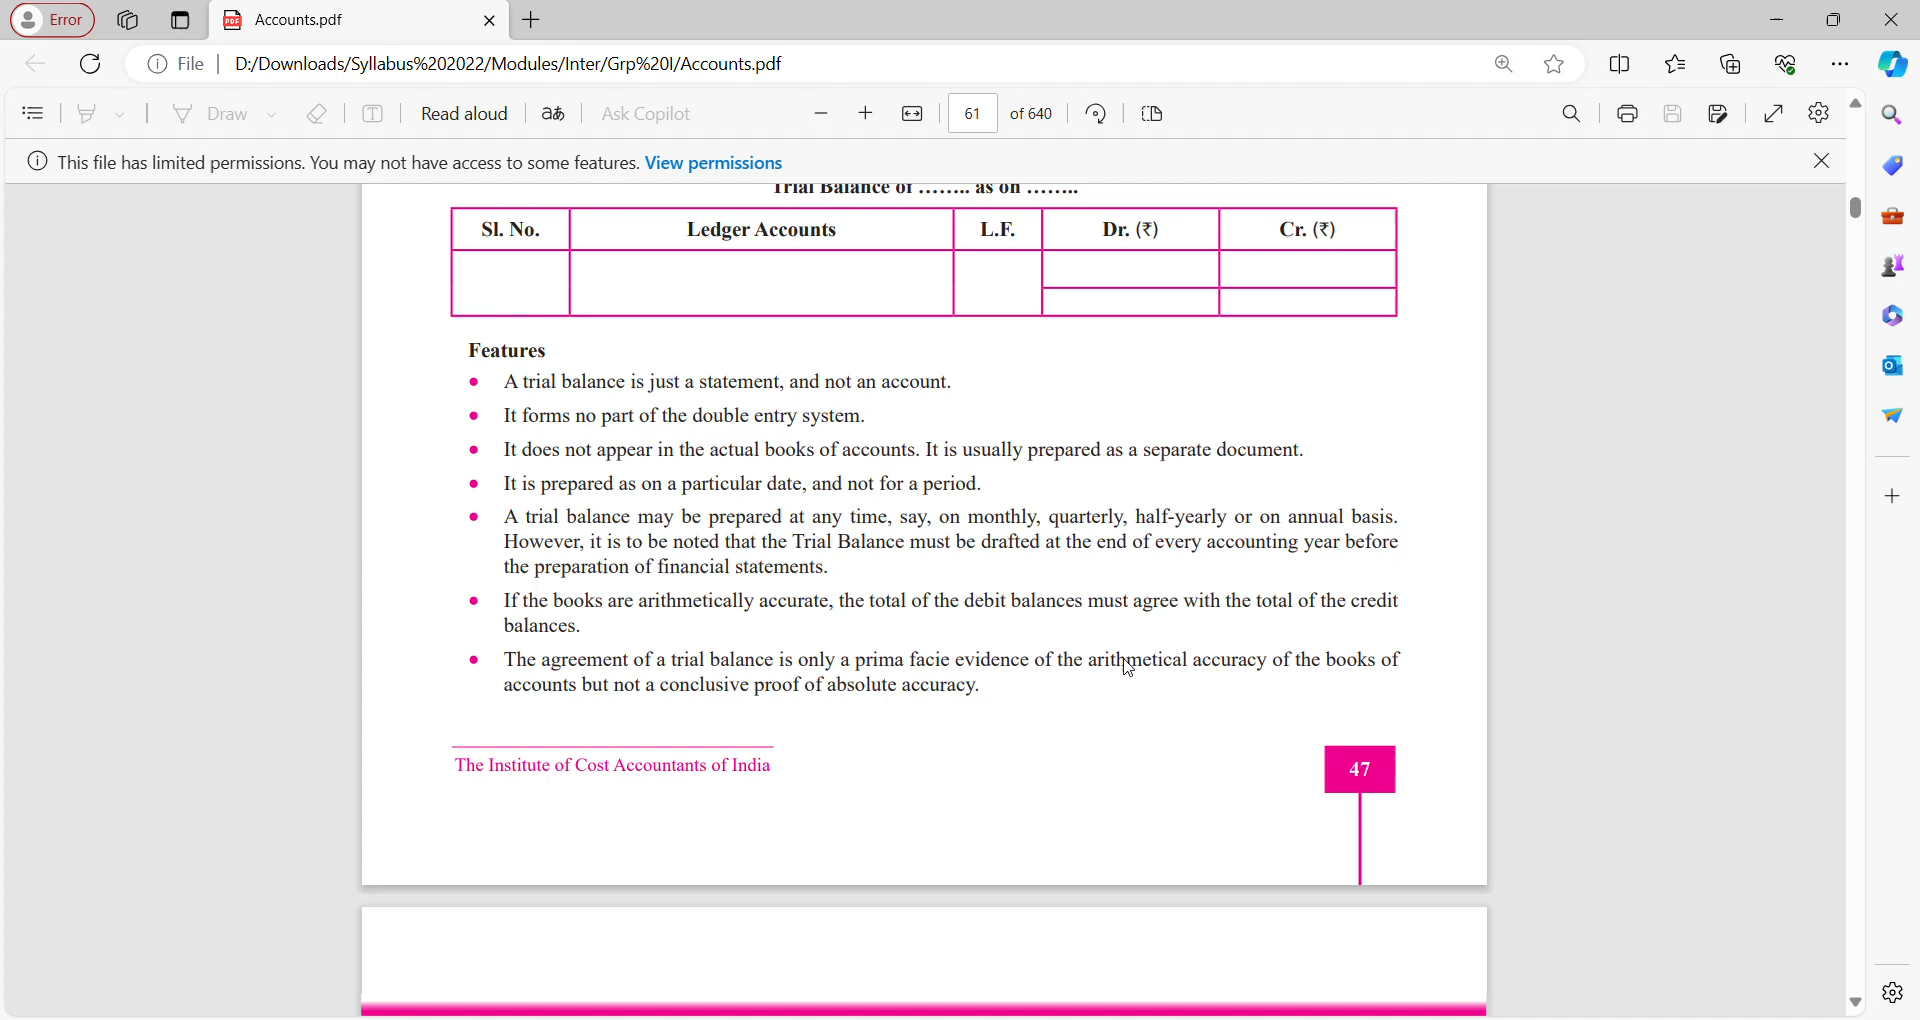 Error
Accounts.pdf
File
D:/Downloads/Syllabus%202022/Modules/Inter/Grp%20I/Accounts.pdf
Draw
Read aloud
aあ
Ask Copilot
61
of 640
This file has limited permissions. You may not have access to some features. View permissions
Trial Balance of ........ as on ........
Sl. No.
Ledger Accounts
L.F.
Dr. (₹)
Cr. (₹)
Features
• A trial balance is just a statement, and not an account.
• It forms no part of the double entry system.
• It does not appear in the actual books of accounts. It is usually prepared as a separate document.
• It is prepared as on a particular date, and not for a period.
• A trial balance may be prepared at any time, say, on monthly, quarterly, half-yearly or on annual basis.
However, it is to be noted that the Trial Balance must be drafted at the end of every accounting year before
the preparation of financial statements.
• If the books are arithmetically accurate, the total of the debit balances must agree with the total of the credit
balances.
• The agreement of a trial balance is only a prima facie evidence of the arithmetical accuracy of the books of
accounts but not a conclusive proof of absolute accuracy.
The Institute of Cost Accountants of India
47